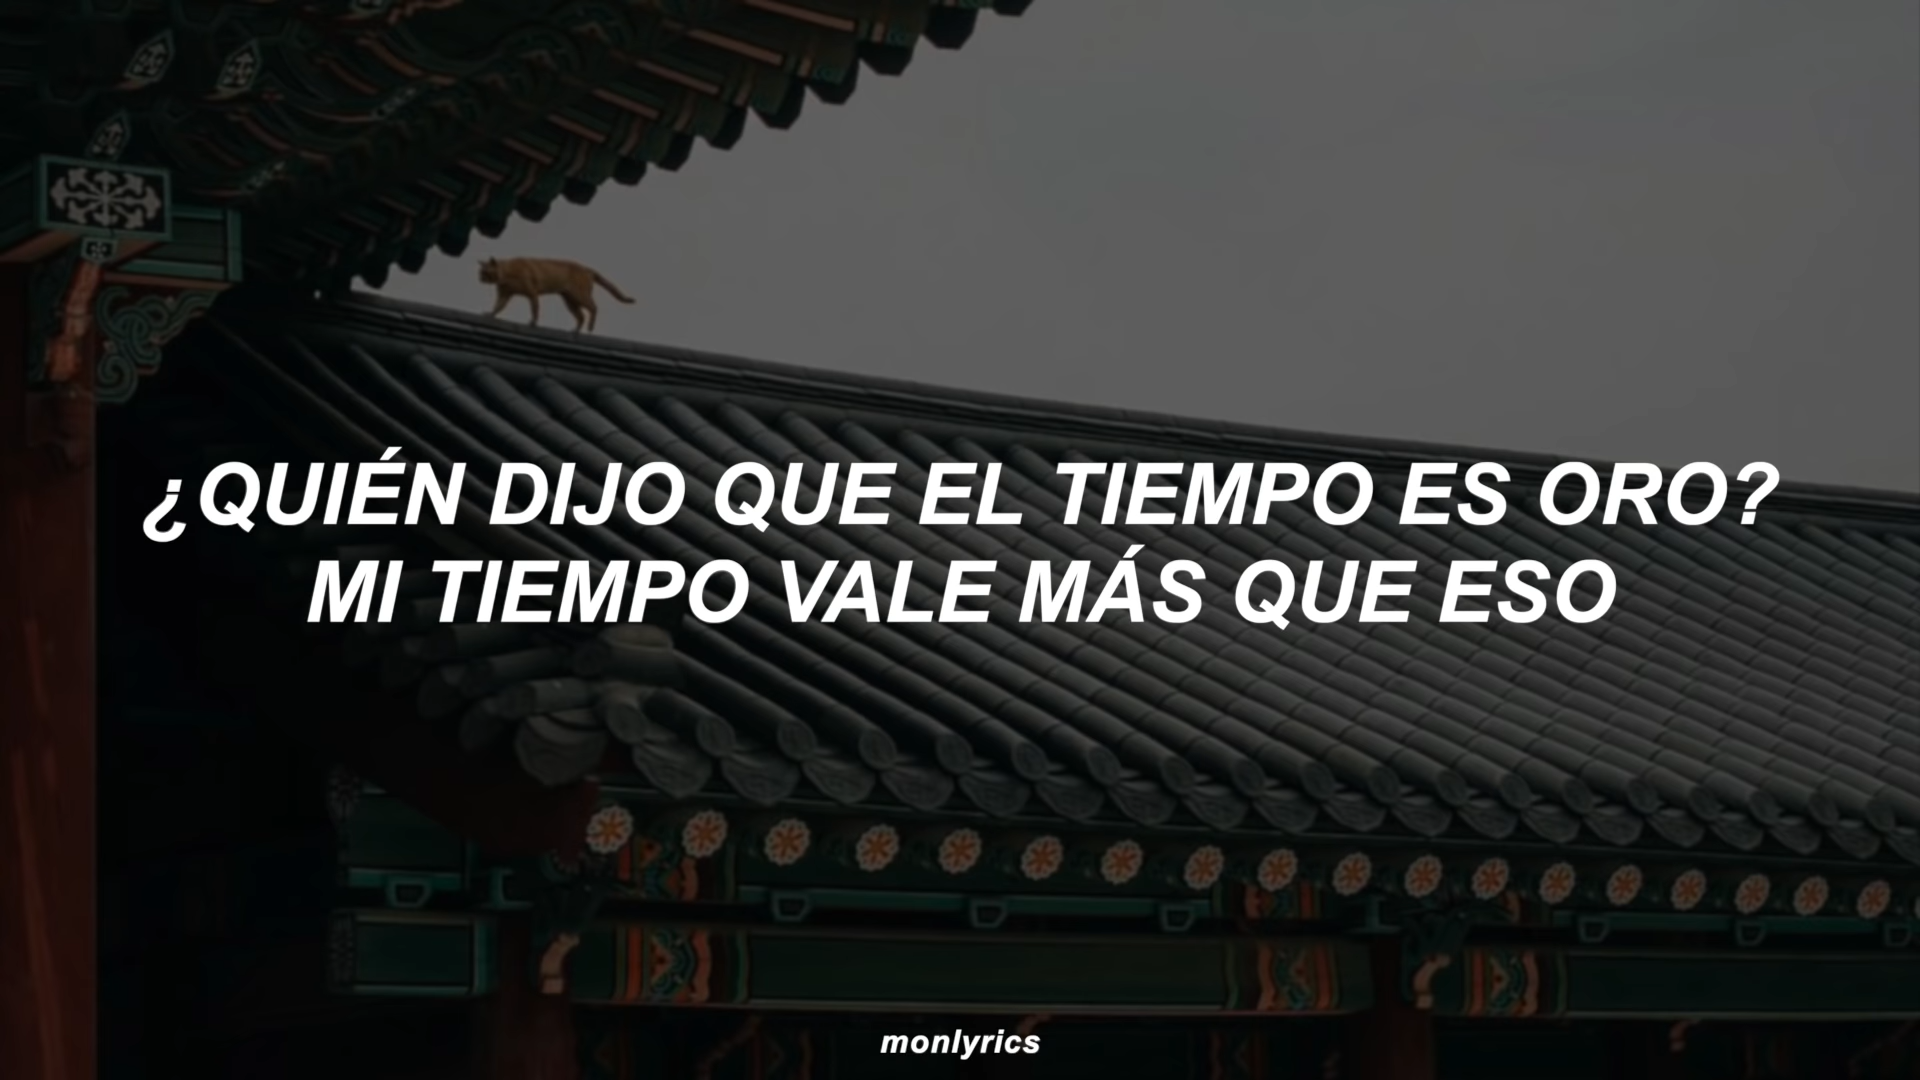 ¿QUIÉN DIJO QUE EL TIEMPO ES ORO?
MI TIEMPO VALE MÁS QUE ESO
monlyrics